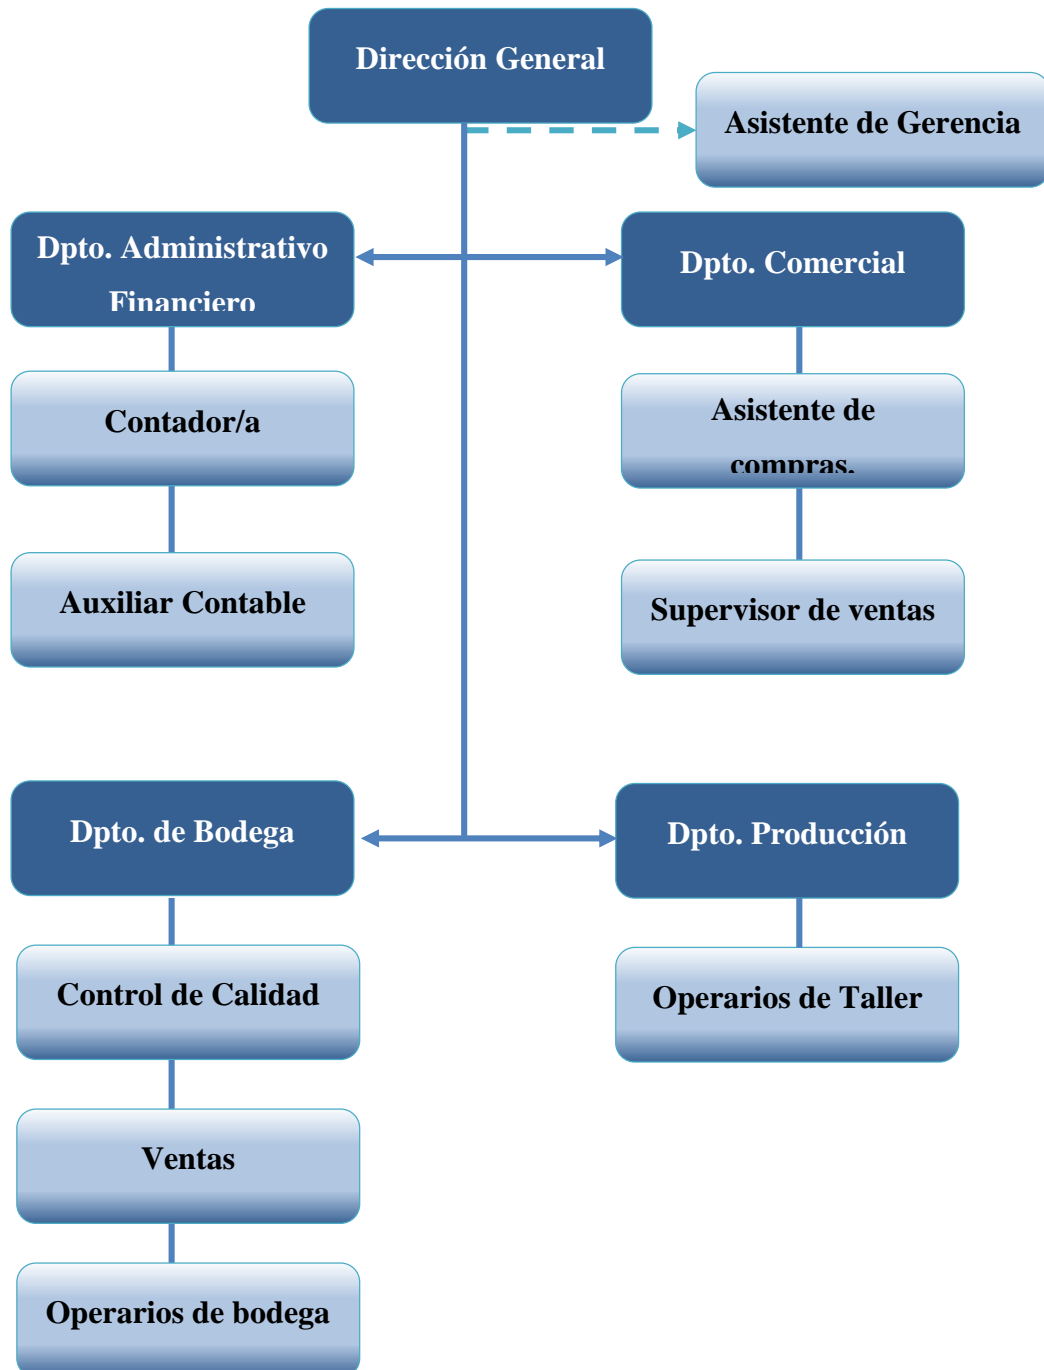 Dirección General
Asistente de Gerencia
Dpto. Administrativo
Financiero
Dpto. Comercial
Contador/a
Asistente de
compras.
Auxiliar Contable
Supervisor de ventas
Dpto. de Bodega
Dpto. Producción
Control de Calidad
Operarios de Taller
Ventas
Operarios de bodega